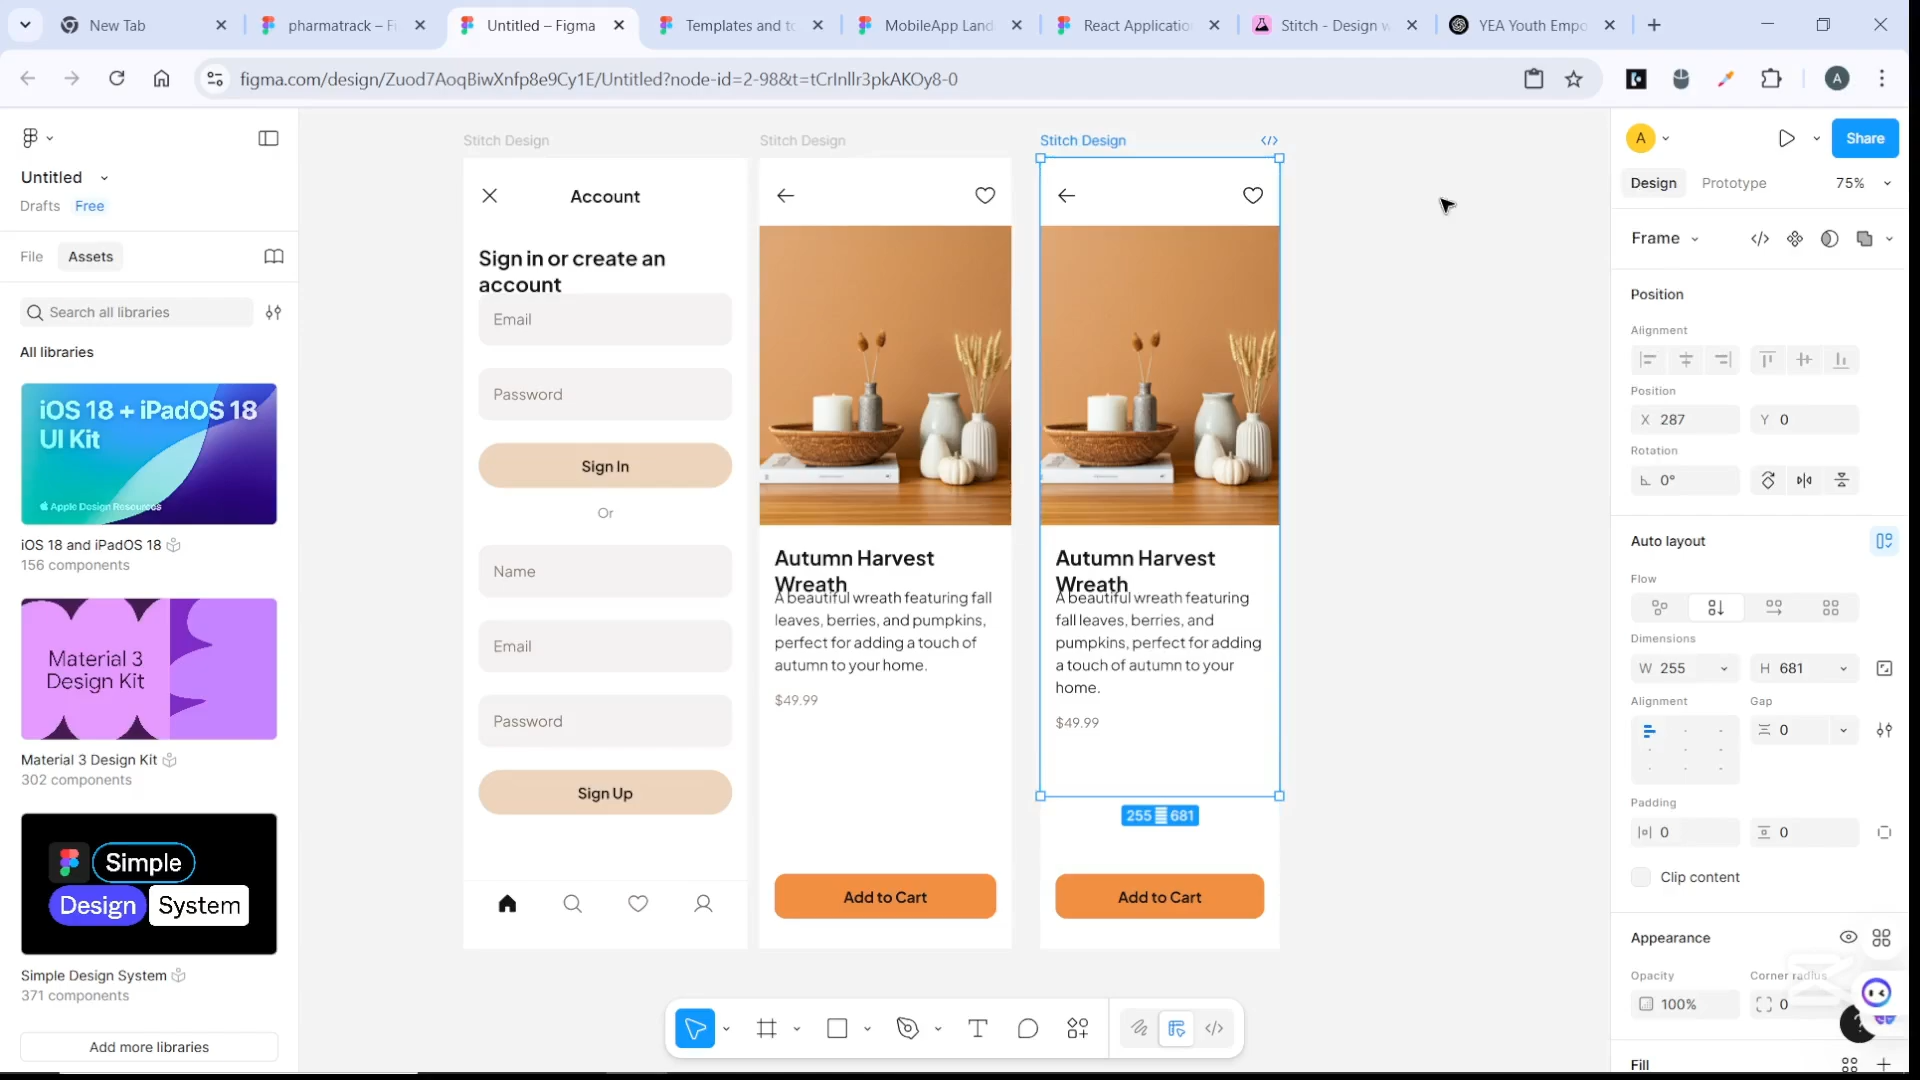 New Tab
pharmatrack – Fi
Untitled – Figma
Templates and to
MobileApp Land
React Applicatio
Stitch - Design w
YEA Youth Empo
figma.com/design/Zuod7AoqBiwXnfp8e9Cy1E/Untitled?node-id=2-98&t=tCrInllr3pkAKOy8-0
A
Untitled
Drafts
Free
File
Assets
Search all libraries
All libraries
iOS 18 + iPadOS 18
UI Kit
Apple Design Resources
iOS 18 and iPadOS 18
156 components
Material 3
Design Kit
Material 3 Design Kit
302 components
Simple
Design System
Simple Design System
371 components
Add more libraries
Stitch Design
Account
Sign in or create an
account
Email
Password
Sign In
Or
Name
Email
Password
Sign Up
Stitch Design
Autumn Harvest
Wreath
A beautiful wreath featuring fall
leaves, berries, and pumpkins,
perfect for adding a touch of
autumn to your home.
$49.99
Add to Cart
Stitch Design
Autumn Harvest
Wreath
A beautiful wreath featuring
fall leaves, berries, and
pumpkins, perfect for adding
a touch of autumn to your
home.
$49.99
255
681
Add to Cart
A
Share
Design
Prototype
75%
Frame
Position
Alignment
Position
X 287
Y 0
Rotation
0°
Auto layout
Flow
Dimensions
W 255
H 681
Alignment
Gap
0
Padding
0
0
Clip content
Appearance
Opacity
Corner radius
100%
0
Fill